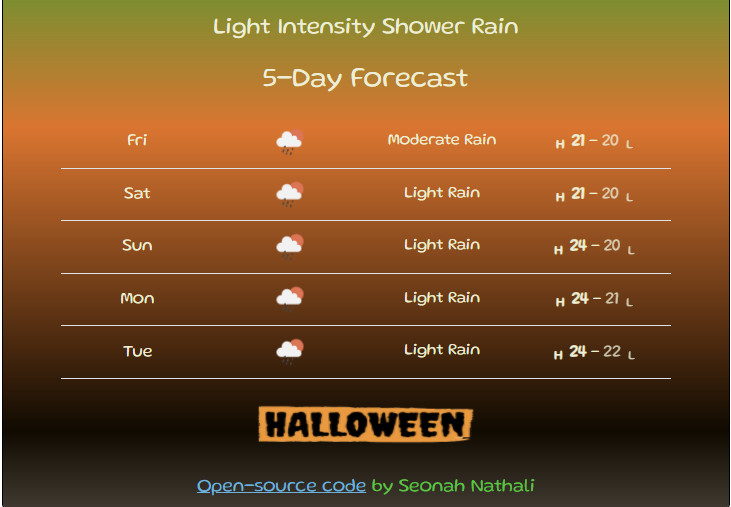 Light Intensity Shower Rain
5-Day Forecast
Fri Moderate Rain H 21 - 20 L
Sat Light Rain H 21 - 20 L
Sun Light Rain H 24 - 20 L
Mon Light Rain H 24 - 21 L
Tue Light Rain H 24 - 22 L
HALLOWEEN
Open-source code by Seonah Nathali